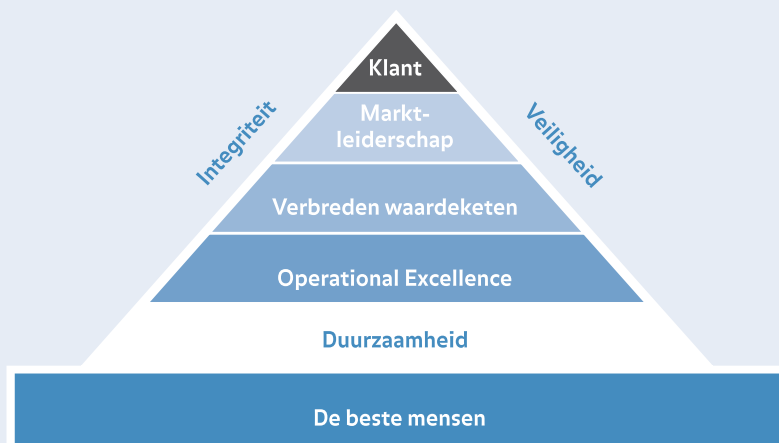 Klant
Integriteit
Veiligheid
Markt-
leiderschap
Verbreden waardeketen
Operational Excellence
Duurzaamheid
De beste mensen